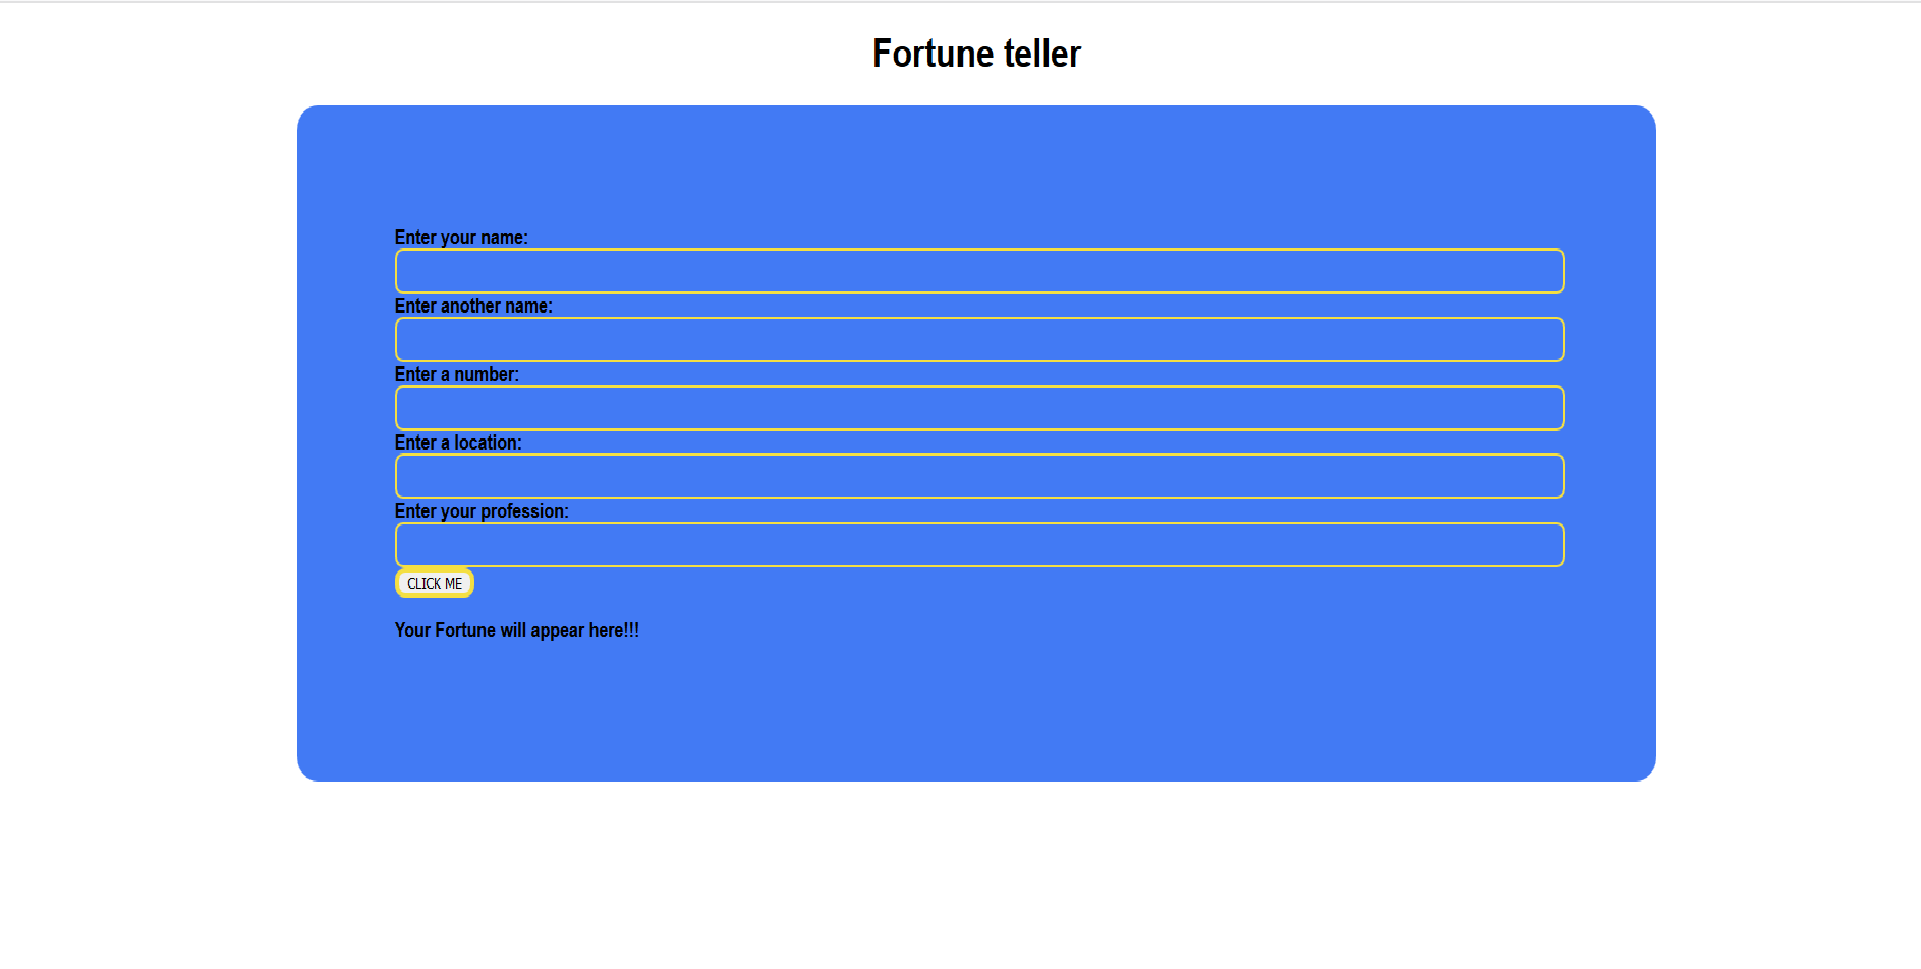 Fortune teller
Enter your name:
Enter another name:
Enter a number:
Enter a location:
Enter your profession:
CLICK ME
Your Fortune will appear here!!!